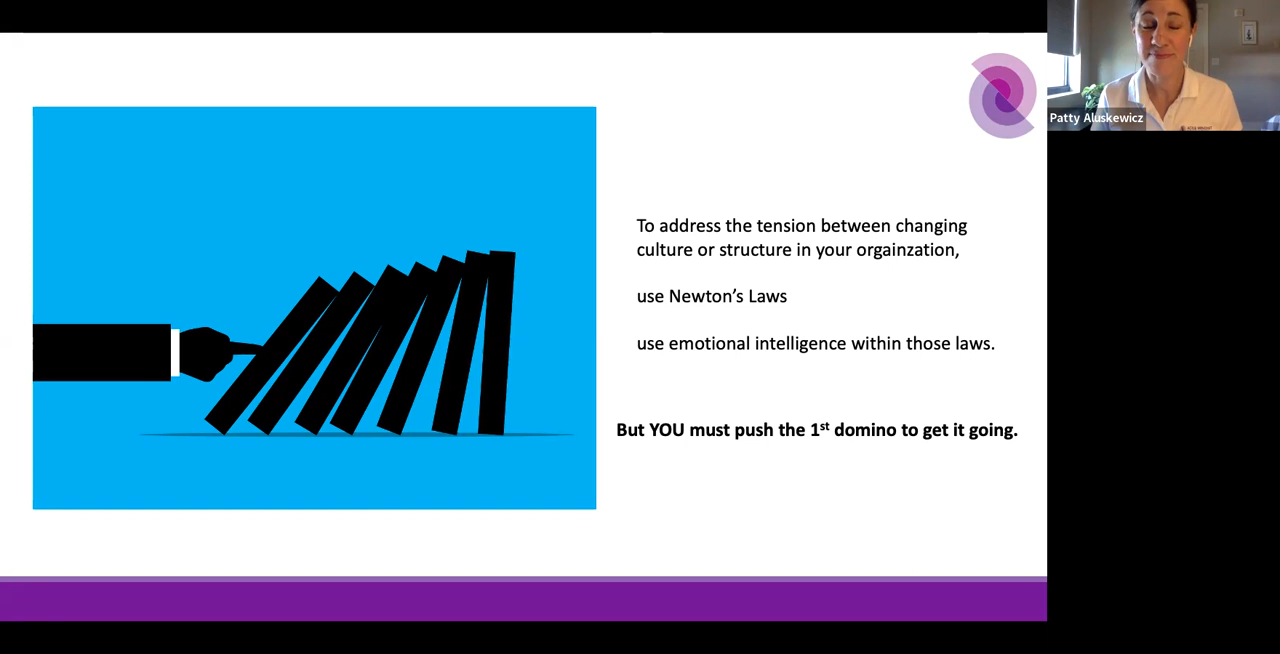 Patty Aluskewicz
To address the tension between changing
culture or structure in your orgainzation,
use Newton’s Laws
use emotional intelligence within those laws.
But YOU must push the 1st domino to get it going.